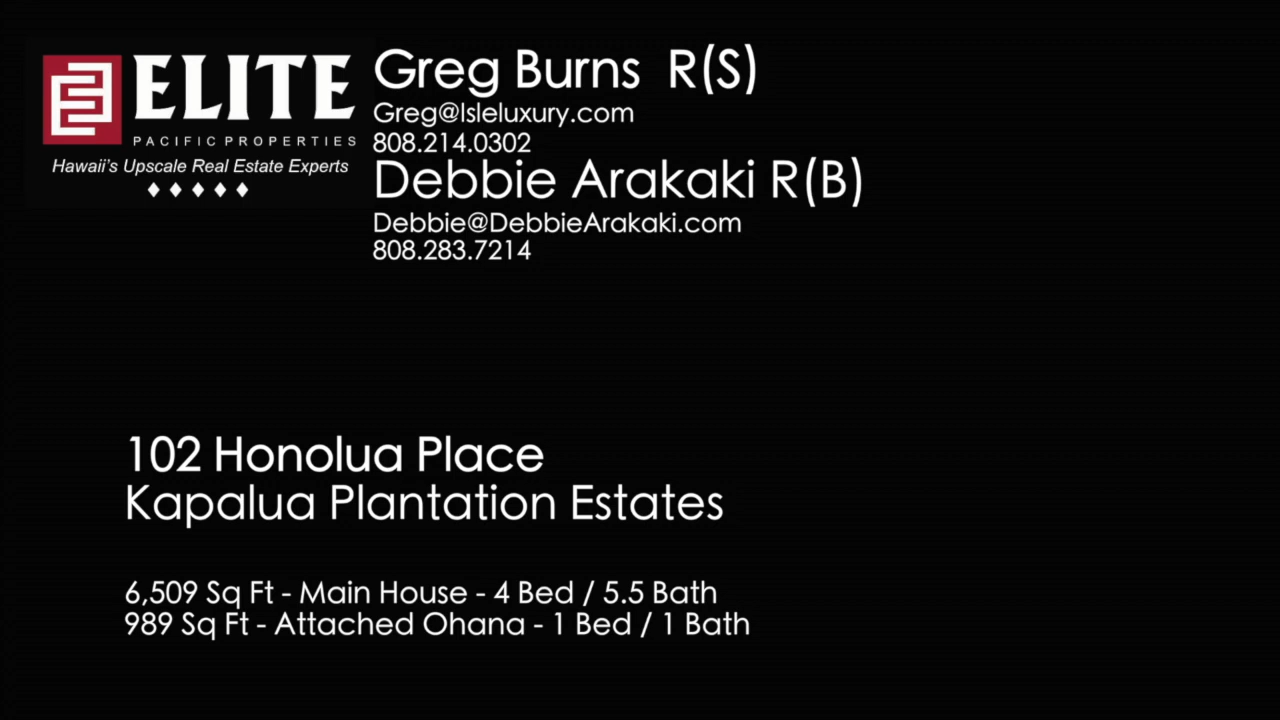 ELITE
PACIFIC PROPERTIES
Hawaii's Upscale Real Estate Experts
Greg Burns R(S)
Greg@Isleluxury.com
808.214.0302
Debbie Arakaki R(B)
Debbie@DebbieArakaki.com
808.283.7214
102 Honolua Place
Kapalua Plantation Estates
6,509 Sq Ft - Main House - 4 Bed / 5.5 Bath
989 Sq Ft - Attached Ohana - 1 Bed / 1 Bath